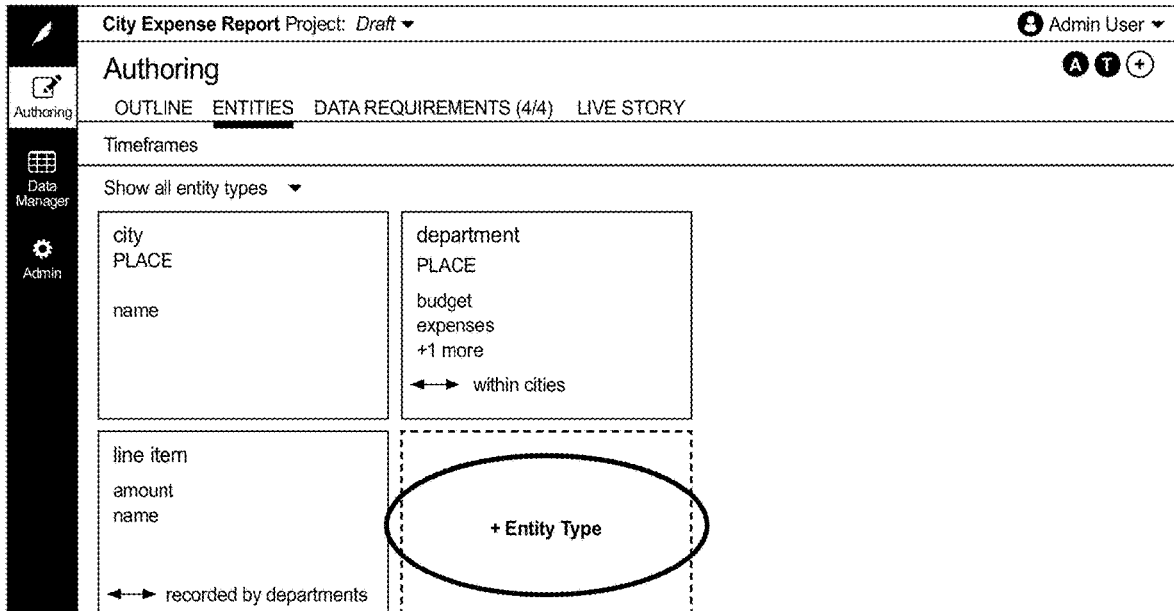 City Expense Report Project: Draft
Admin User
Authoring
A T +
OUTLINE ENTITIES DATA REQUIREMENTS (4/4) LIVE STORY
Timeframes
Show all entity types
Authoring
Data
Manager
Admin
city
PLACE
name
department
PLACE
budget
expenses
+1 more
within cities
line item
amount
name
recorded by departments
+ Entity Type